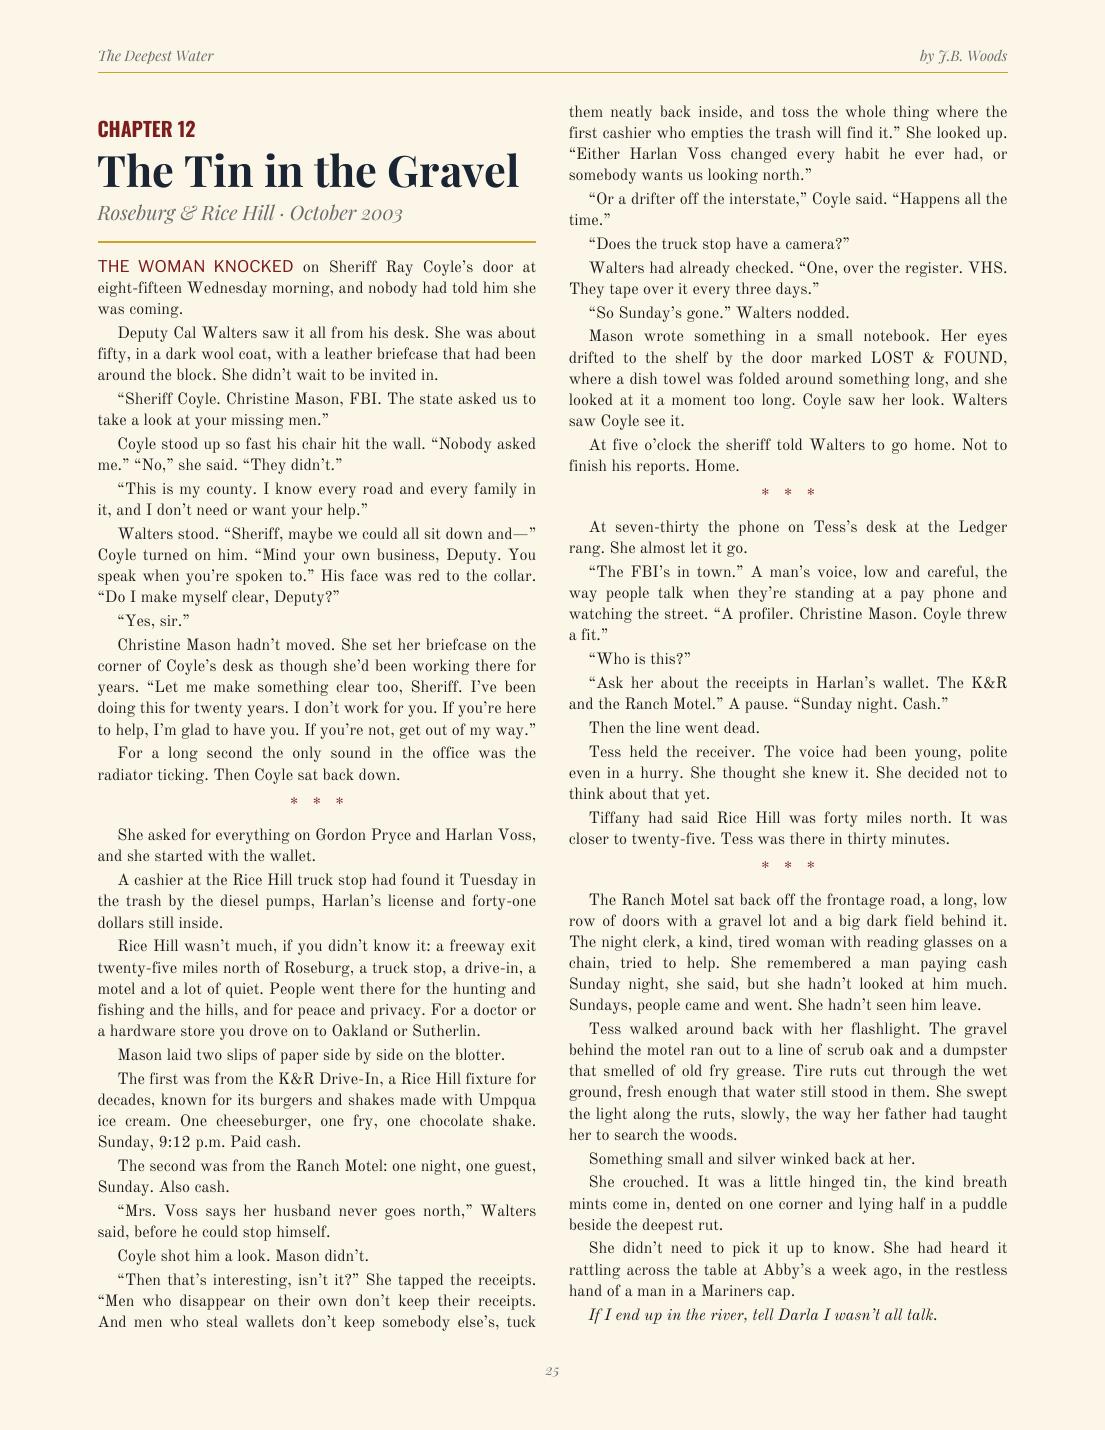 The Deepest Water
by J.B. Woods
CHAPTER 12
The Tin in the Gravel
Roseburg & Rice Hill · October 2003
THE WOMAN KNOCKED on Sheriff Ray Coyle’s door at
eight-fifteen Wednesday morning, and nobody had told him she
was coming.
Deputy Cal Walters saw it all from his desk. She was about
fifty, in a dark wool coat, with a leather briefcase that had been
around the block. She didn’t wait to be invited in.
“Sheriff Coyle. Christine Mason, FBI. The state asked us to
take a look at your missing men.”
Coyle stood up so fast his chair hit the wall. “Nobody asked
me.” “No,” she said. “They didn’t.”
“This is my county. I know every road and every family in
it, and I don’t need or want your help.”
Walters stood. “Sheriff, maybe we could all sit down and—”
Coyle turned on him. “Mind your own business, Deputy. You
speak when you’re spoken to.” His face was red to the collar.
“Do I make myself clear, Deputy?”
“Yes, sir.”
Christine Mason hadn’t moved. She set her briefcase on the
corner of Coyle’s desk as though she’d been working there for
years. “Let me make something clear too, Sheriff. I’ve been
doing this for twenty years. I don’t work for you. If you’re here
to help, I’m glad to have you. If you’re not, get out of my way.”
For a long second the only sound in the office was the
radiator ticking. Then Coyle sat back down.
* * *
She asked for everything on Gordon Pryce and Harlan Voss,
and she started with the wallet.
A cashier at the Rice Hill truck stop had found it Tuesday in
the trash by the diesel pumps, Harlan’s license and forty-one
dollars still inside.
Rice Hill wasn’t much, if you didn’t know it: a freeway exit
twenty-five miles north of Roseburg, a truck stop, a drive-in, a
motel and a lot of quiet. People went there for the hunting and
fishing and the hills, and for peace and privacy. For a doctor or
a hardware store you drove on to Oakland or Sutherlin.
Mason laid two slips of paper side by side on the blotter.
The first was from the K&R Drive-In, a Rice Hill fixture for
decades, known for its burgers and shakes made with Umpqua
ice cream. One cheeseburger, one fry, one chocolate shake.
Sunday, 9:12 p.m. Paid cash.
The second was from the Ranch Motel: one night, one guest,
Sunday. Also cash.
“Mrs. Voss says her husband never goes north,” Walters
said, before he could stop himself.
Coyle shot him a look. Mason didn’t.
“Then that’s interesting, isn’t it?” She tapped the receipts.
“Men who disappear on their own don’t keep their receipts.
And men who steal wallets don’t keep somebody else’s, tuck
them neatly back inside, and toss the whole thing where the
first cashier who empties the trash will find it.” She looked up.
“Either Harlan Voss changed every habit he ever had, or
somebody wants us looking north.”
“Or a drifter off the interstate,” Coyle said. “Happens all the
time.”
“Does the truck stop have a camera?”
Walters had already checked. “One, over the register. VHS.
They tape over it every three days.”
“So Sunday’s gone.” Walters nodded.
Mason wrote something in a small notebook. Her eyes
drifted to the shelf by the door marked LOST & FOUND,
where a dish towel was folded around something long, and she
looked at it a moment too long. Coyle saw her look. Walters
saw Coyle see it.
At five o’clock the sheriff told Walters to go home. Not to
finish his reports. Home.
* * *
At seven-thirty the phone on Tess’s desk at the Ledger
rang. She almost let it go.
“The FBI’s in town.” A man’s voice, low and careful, the
way people talk when they’re standing at a pay phone and
watching the street. “A profiler. Christine Mason. Coyle threw
a fit.”
“Who is this?”
“Ask her about the receipts in Harlan’s wallet. The K&R
and the Ranch Motel.” A pause. “Sunday night. Cash.”
Then the line went dead.
Tess held the receiver. The voice had been young, polite
even in a hurry. She thought she knew it. She decided not to
think about that yet.
Tiffany had said Rice Hill was forty miles north. It was
closer to twenty-five. Tess was there in thirty minutes.
* * *
The Ranch Motel sat back off the frontage road, a long, low
row of doors with a gravel lot and a big dark field behind it.
The night clerk, a kind, tired woman with reading glasses on a
chain, tried to help. She remembered a man paying cash
Sunday night, she said, but she hadn’t looked at him much.
Sundays, people came and went. She hadn’t seen him leave.
Tess walked around back with her flashlight. The gravel
behind the motel ran out to a line of scrub oak and a dumpster
that smelled of old fry grease. Tire ruts cut through the wet
ground, fresh enough that water still stood in them. She swept
the light along the ruts, slowly, the way her father had taught
her to search the woods.
Something small and silver winked back at her.
She crouched. It was a little hinged tin, the kind breath
mints come in, dented on one corner and lying half in a puddle
beside the deepest rut.
She didn’t need to pick it up to know. She had heard it
rattling across the table at Abby’s a week ago, in the restless
hand of a man in a Mariners cap.
If I end up in the river, tell Darla I wasn’t all talk.
25